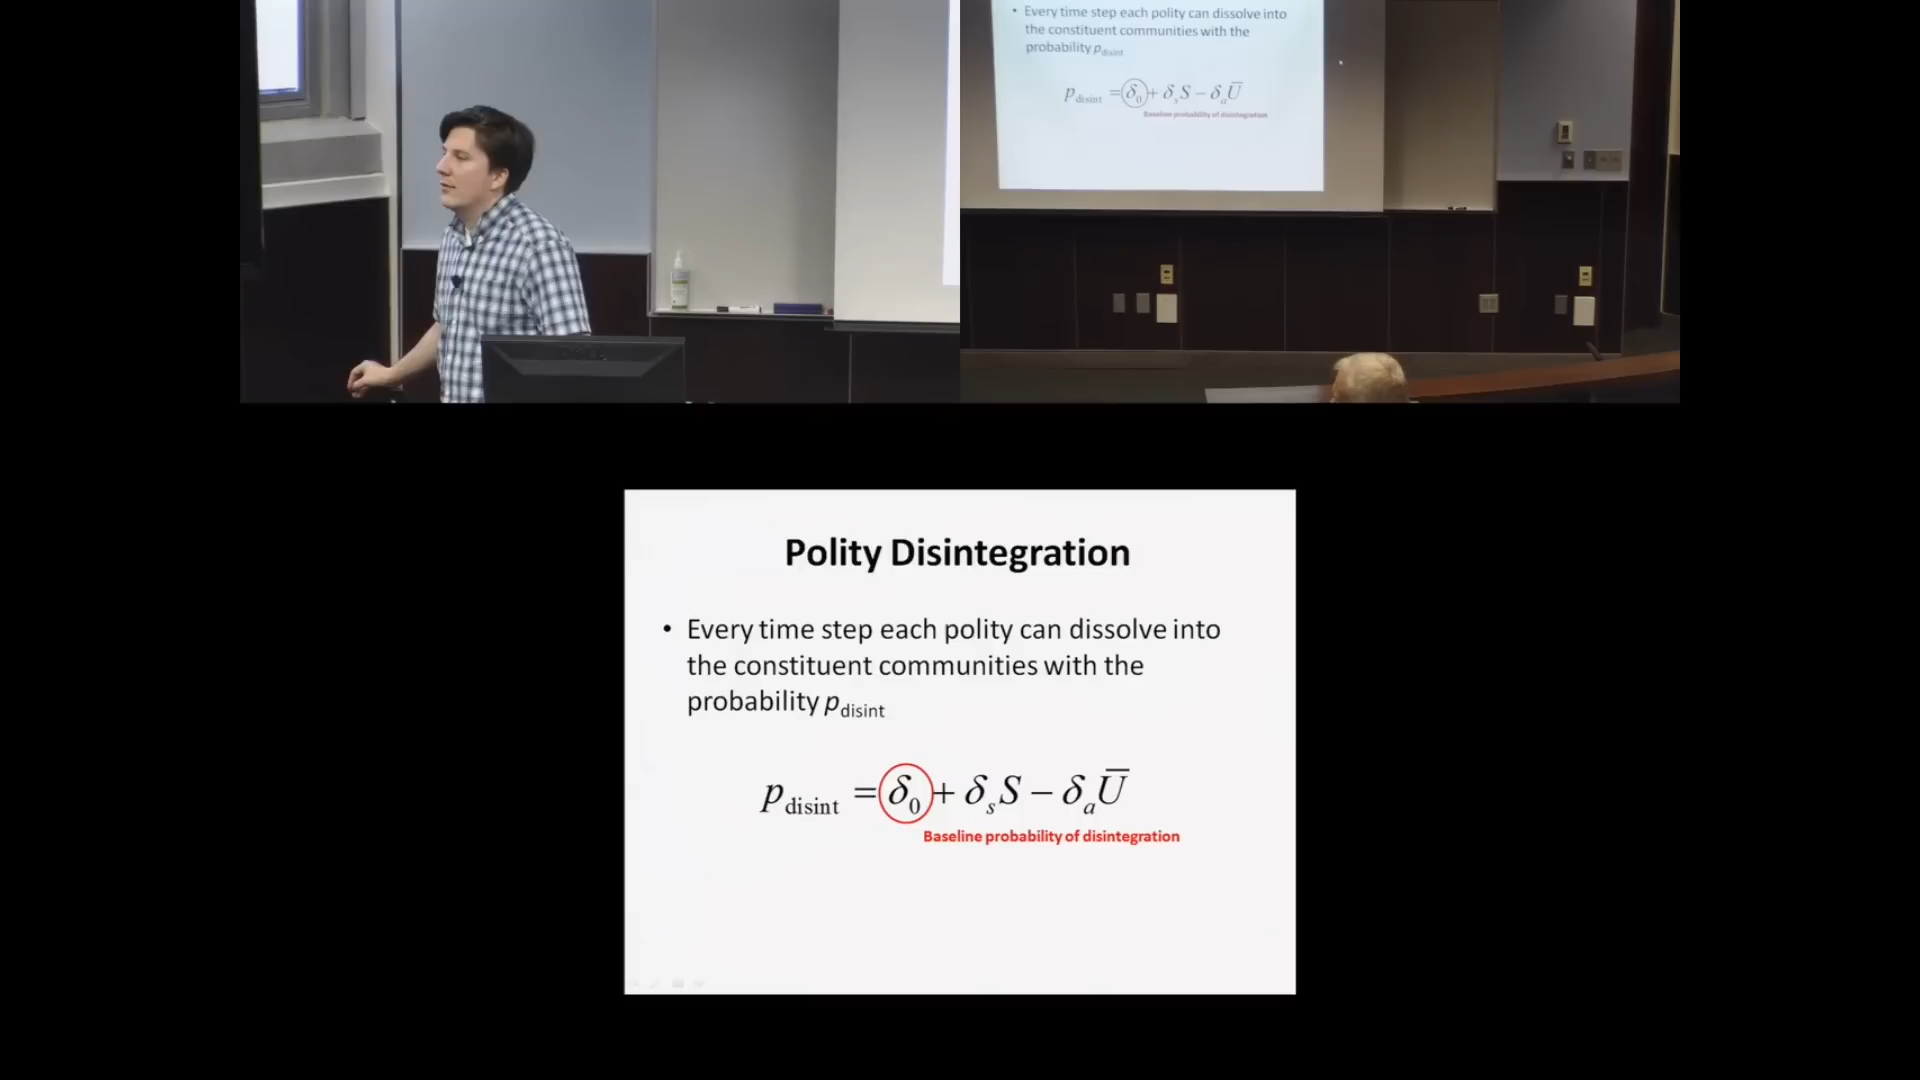 • Every time step each polity can dissolve into
the constituent communities with the
probability p_disint
p_disint = δ_0 + δ_s S − δ_a U̅
Baseline probability of disintegration
Polity Disintegration
• Every time step each polity can dissolve into
the constituent communities with the
probability p_disint
p_disint = δ_0 + δ_s S − δ_a U̅
Baseline probability of disintegration